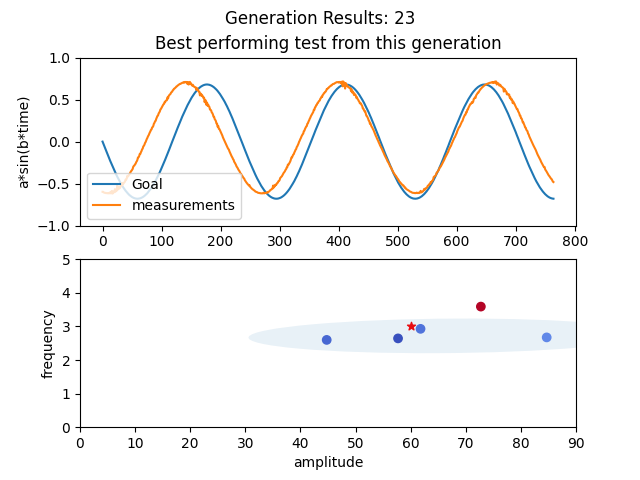 Generation Results: 23
Best performing test from this generation
1.0
0.5
0.0
−0.5
−1.0
a*sin(b*time)
Goal
measurements
0 100 200 300 400 500 600 700 800
5
4
3
2
1
0
frequency
0 10 20 30 40 50 60 70 80 90
amplitude